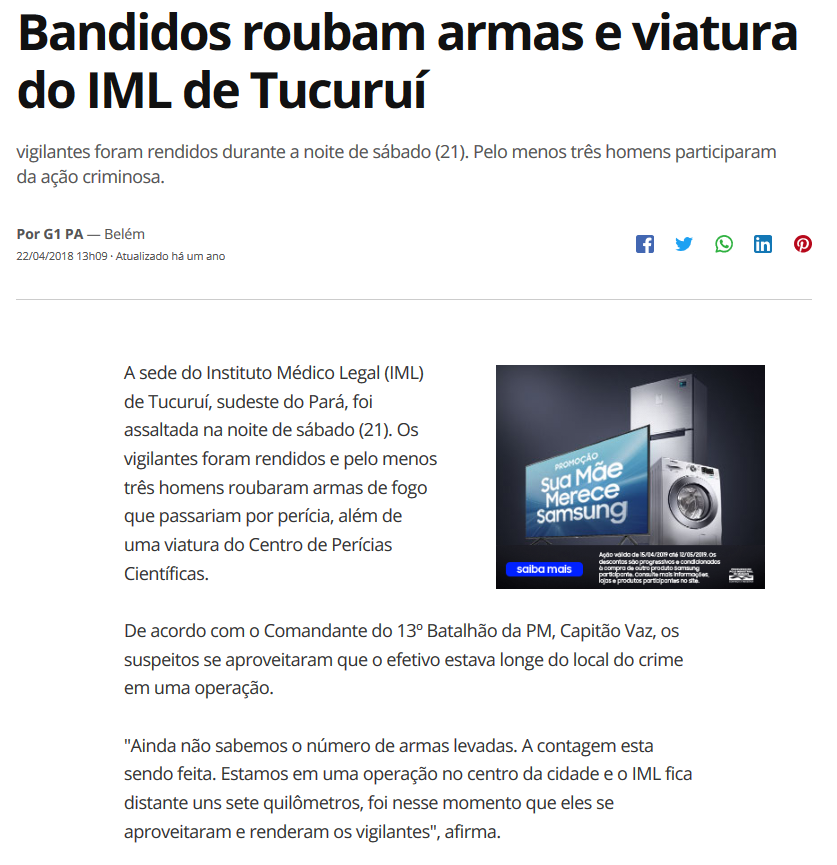 Bandidos roubam armas e viatura
do IML de Tucuruí
vigilantes foram rendidos durante a noite de sábado (21). Pelo menos três homens participaram
da ação criminosa.
Por G1 PA — Belém
22/04/2018 13h09 · Atualizado há um ano
A sede do Instituto Médico Legal (IML)
de Tucuruí, sudeste do Pará, foi
assaltada na noite de sábado (21). Os
vigilantes foram rendidos e pelo menos
três homens roubaram armas de fogo
que passariam por perícia, além de
uma viatura do Centro de Perícias
Científicas.
PROMOÇÃO
Sua Mãe
Merece
Samsung
saiba mais
Ação válida de 15/04/2019 até 12/05/2019. Os
descontos são progressivos e condicionados
à compra de outro produto Samsung
participante. Consulte mais informações,
lojas e produtos participantes no site.
De acordo com o Comandante do 13º Batalhão da PM, Capitão Vaz, os
suspeitos se aproveitaram que o efetivo estava longe do local do crime
em uma operação.
"Ainda não sabemos o número de armas levadas. A contagem esta
sendo feita. Estamos em uma operação no centro da cidade e o IML fica
distante uns sete quilômetros, foi nesse momento que eles se
aproveitaram e renderam os vigilantes", afirma.